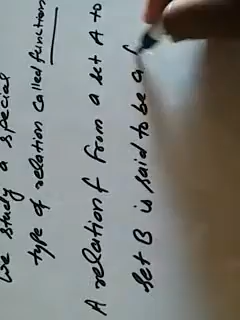 we study a special
type of relation called function
A relation f from a set A to
set B is said to be a